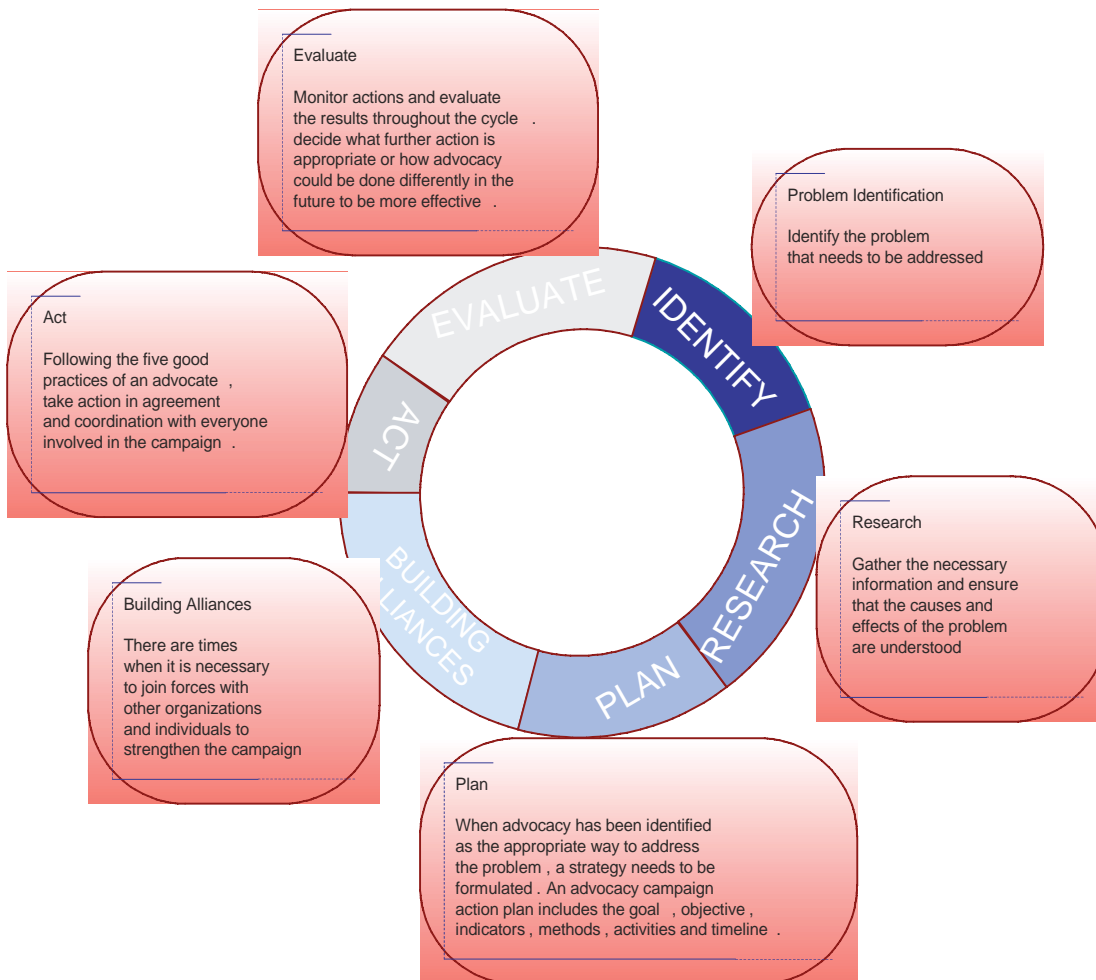 Evaluate
Monitor actions and evaluate
the results throughout the cycle .
decide what further action is
appropriate or how advocacy
could be done differently in the
future to be more effective .
Problem Identification
Identify the problem
that needs to be addressed
Act
Following the five good
practices of an advocate ,
take action in agreement
and coordination with everyone
involved in the campaign .
EVALUATE
IDENTIFY
ACT
RESEARCH
PLAN
BUILDING
ALLIANCES
Research
Gather the necessary
information and ensure
that the causes and
effects of the problem
are understood
Building Alliances
There are times
when it is necessary
to join forces with
other organizations
and individuals to
strengthen the campaign
Plan
When advocacy has been identified
as the appropriate way to address
the problem , a strategy needs to be
formulated . An advocacy campaign
action plan includes the goal , objective ,
indicators , methods , activities and timeline .